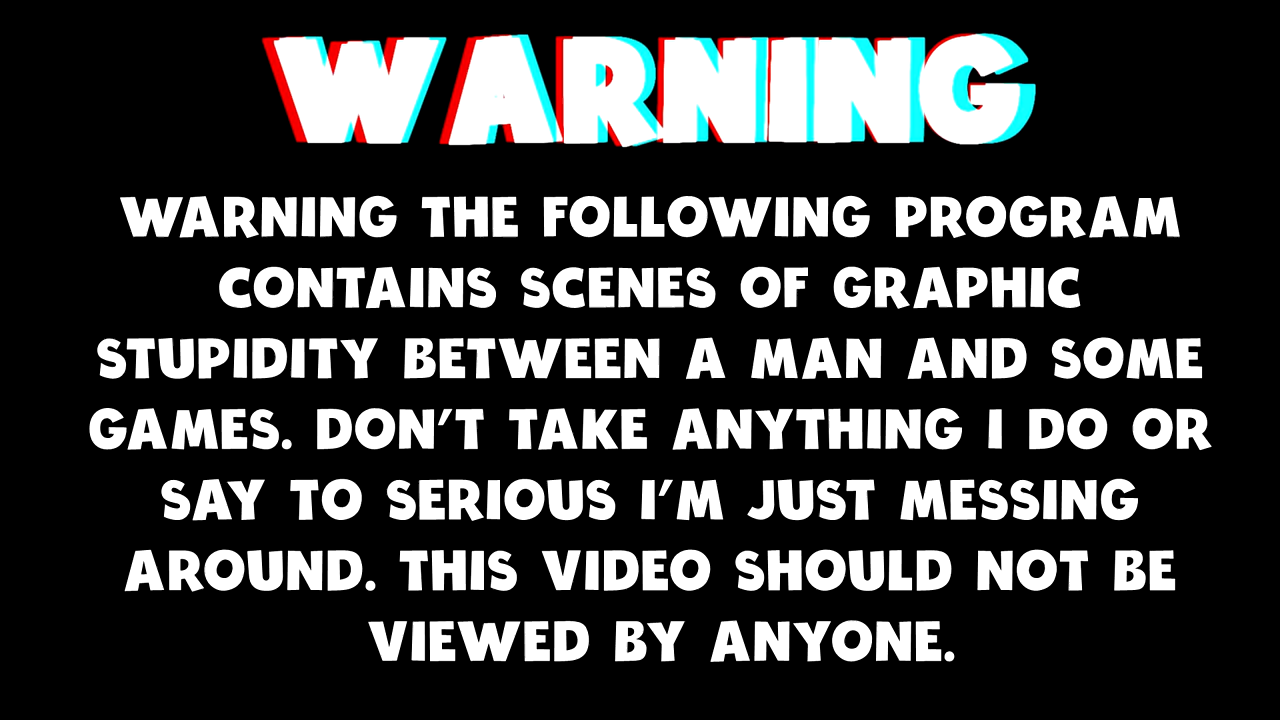 WARNING
WARNING THE FOLLOWING PROGRAM
CONTAINS SCENES OF GRAPHIC
STUPIDITY BETWEEN A MAN AND SOME
GAMES. DON'T TAKE ANYTHING I DO OR
SAY TO SERIOUS I'M JUST MESSING
AROUND. THIS VIDEO SHOULD NOT BE
VIEWED BY ANYONE.